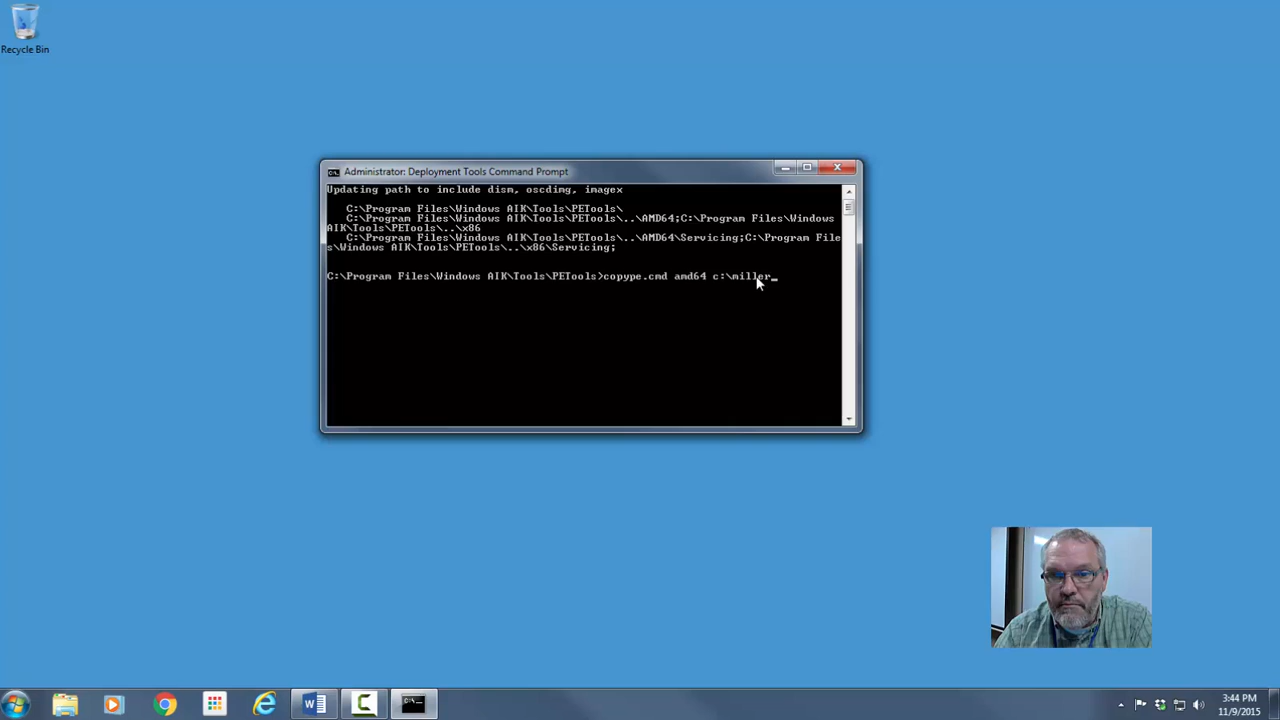 Recycle Bin
Administrator: Deployment Tools Command Prompt
Updating path to include dism, oscdimg, imagex
C:\Program Files\Windows AIK\Tools\PETools\
C:\Program Files\Windows AIK\Tools\PETools\..\AMD64;C:\Program Files\Windows
AIK\Tools\PETools\..\x86
C:\Program Files\Windows AIK\Tools\PETools\..\AMD64\Servicing;C:\Program File
s\Windows AIK\Tools\PETools\..\x86\Servicing;
C:\Program Files\Windows AIK\Tools\PETools>copype.cmd amd64 c:\miller_
3:44 PM
11/9/2015